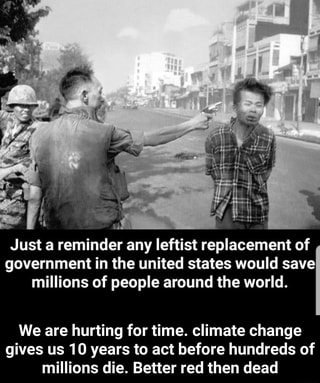 Just a reminder any leftist replacement of
government in the united states would save
millions of people around the world.
We are hurting for time. climate change
gives us 10 years to act before hundreds of
millions die. Better red then dead